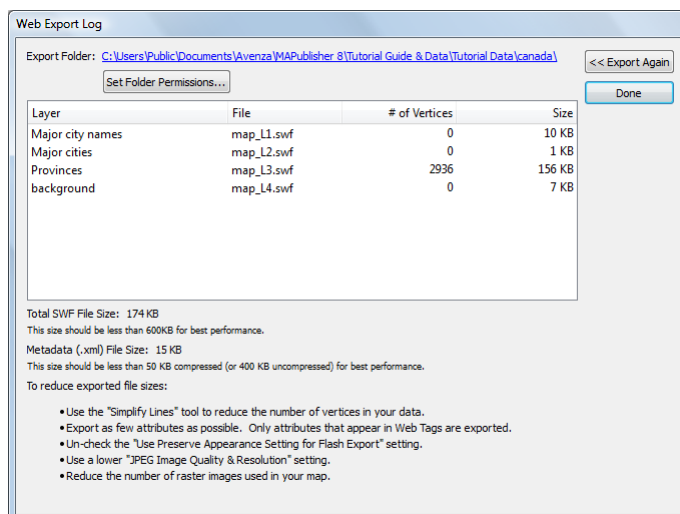 Web Export Log
Export Folder: C:\Users\Public\Documents\Avenza\MAPublisher 8\Tutorial Guide & Data\Tutorial Data\canada\
<< Export Again
Set Folder Permissions...
Done
Layer File # of Vertices Size
Major city names map_L1.swf 0 10 KB
Major cities map_L2.swf 0 1 KB
Provinces map_L3.swf 2936 156 KB
background map_L4.swf 0 7 KB
Total SWF File Size: 174 KB
This size should be less than 600KB for best performance.
Metadata (.xml) File Size: 15 KB
This size should be less than 50 KB compressed (or 400 KB uncompressed) for best performance.
To reduce exported file sizes:
•Use the "Simplify Lines" tool to reduce the number of vertices in your data.
•Export as few attributes as possible. Only attributes that appear in Web Tags are exported.
•Un-check the "Use Preserve Appearance Setting for Flash Export" setting.
•Use a lower "JPEG Image Quality & Resolution" setting.
•Reduce the number of raster images used in your map.